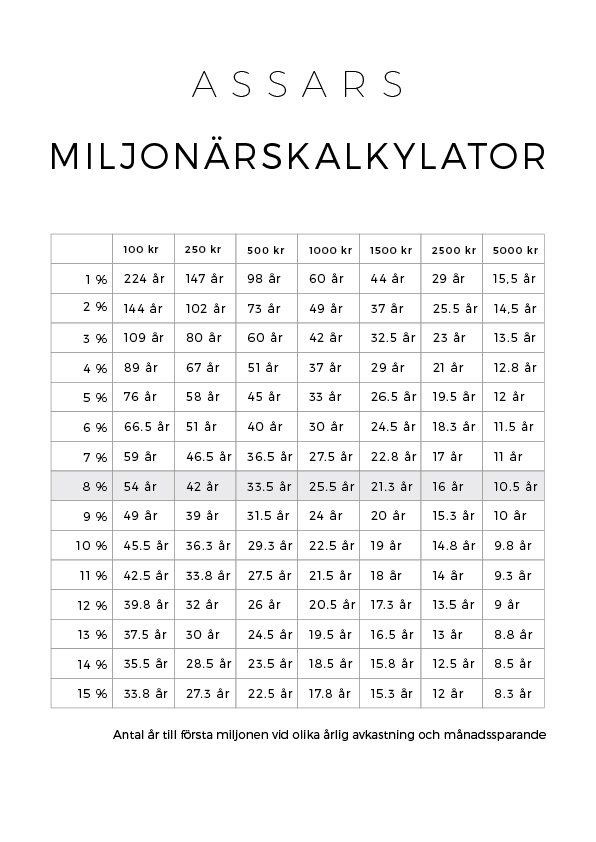 ASSARS
MILJONÄRSKALKYLATOR
100 kr 250 kr 500 kr 1000 kr 1500 kr 2500 kr 5000 kr
1 % 224 år 147 år 98 år 60 år 44 år 29 år 15,5 år
2 % 144 år 102 år 73 år 49 år 37 år 25.5 år 14,5 år
3 % 109 år 80 år 60 år 42 år 32.5 år 23 år 13.5 år
4 % 89 år 67 år 51 år 37 år 29 år 21 år 12.8 år
5 % 76 år 58 år 45 år 33 år 26.5 år 19.5 år 12 år
6 % 66.5 år 51 år 40 år 30 år 24.5 år 18.3 år 11.5 år
7 % 59 år 46.5 år 36.5 år 27.5 år 22.8 år 17 år 11 år
8 % 54 år 42 år 33.5 år 25.5 år 21.3 år 16 år 10.5 år
9 % 49 år 39 år 31.5 år 24 år 20 år 15.3 år 10 år
10 % 45.5 år 36.3 år 29.3 år 22.5 år 19 år 14.8 år 9.8 år
11 % 42.5 år 33.8 år 27.5 år 21.5 år 18 år 14 år 9.3 år
12 % 39.8 år 32 år 26 år 20.5 år 17.3 år 13.5 år 9 år
13 % 37.5 år 30 år 24.5 år 19.5 år 16.5 år 13 år 8.8 år
14 % 35.5 år 28.5 år 23.5 år 18.5 år 15.8 år 12.5 år 8.5 år
15 % 33.8 år 27.3 år 22.5 år 17.8 år 15.3 år 12 år 8.3 år
Antal år till första miljonen vid olika årlig avkastning och månadssparande